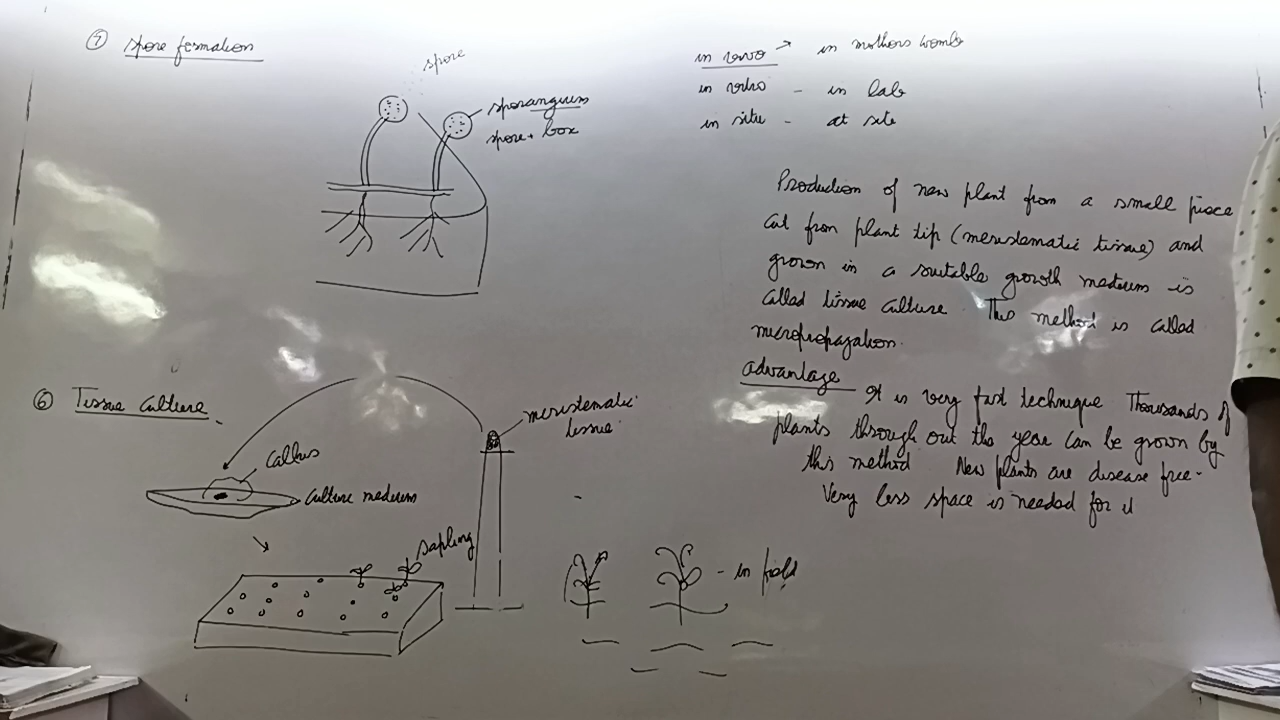 7 Spore formation
spore
sporangium
spore + box
in vivo → in mothers womb
in vitro - in lab
in situ - at site
Production of new plant from a small piece
cut from plant tip (meristematic tissue) and
grown in a suitable growth medium is
called tissue culture. This method is called
micropropagation.
advantage It is very fast technique Thousands of
plants through out the year can be grown by
this method New plants are disease free.
Very less space is needed for it
6 Tissue culture
meristematic
tissue
callus
culture medium
sapling
- in field